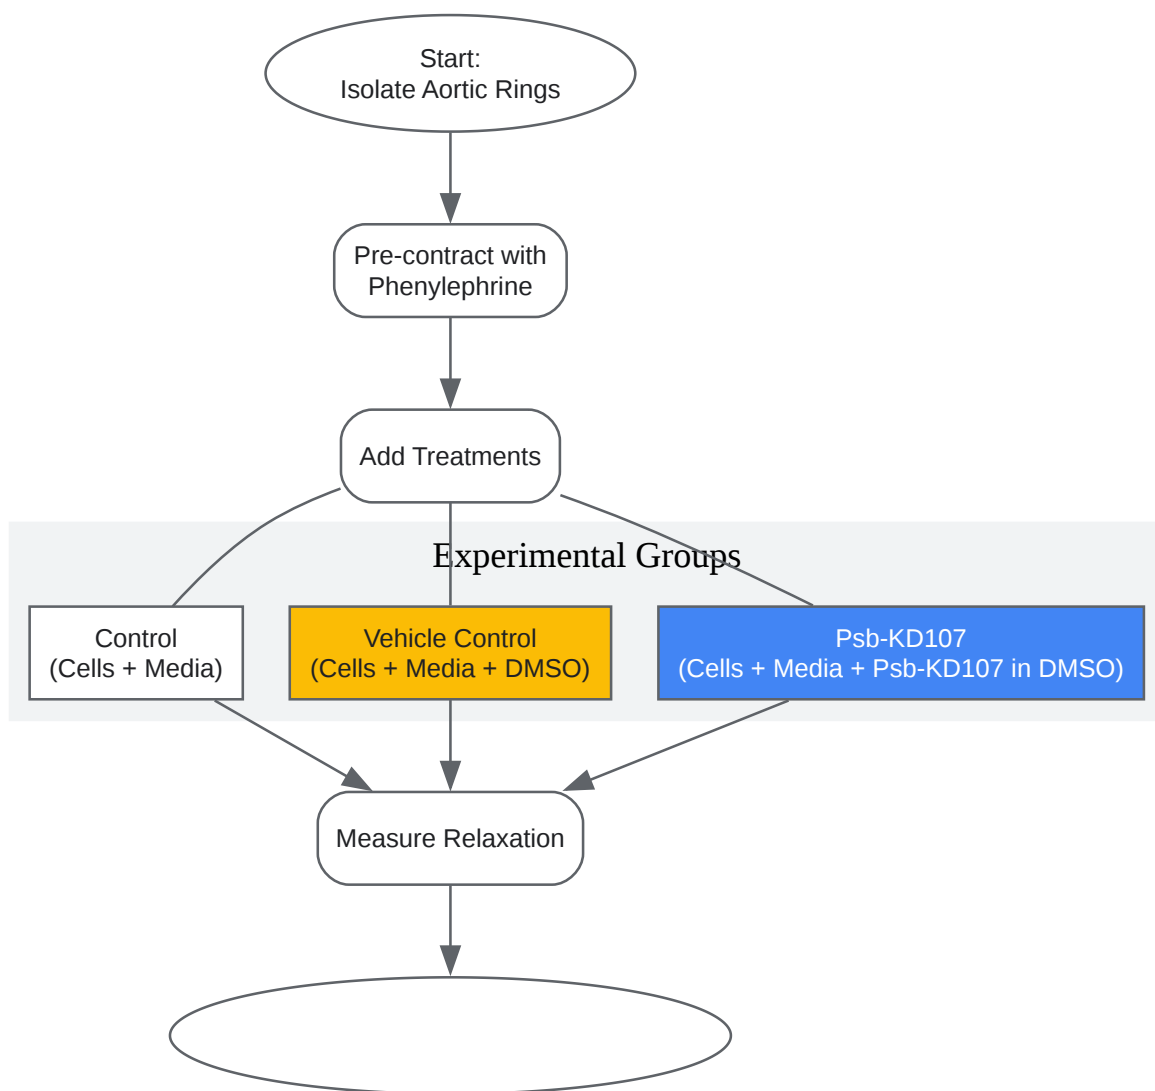 Start:
Isolate Aortic Rings
Pre-contract with
Phenylephrine
Add Treatments
Experimental Groups
Control
(Cells + Media)
Vehicle Control
(Cells + Media + DMSO)
Psb-KD107
(Cells + Media + Psb-KD107 in DMSO)
Measure Relaxation